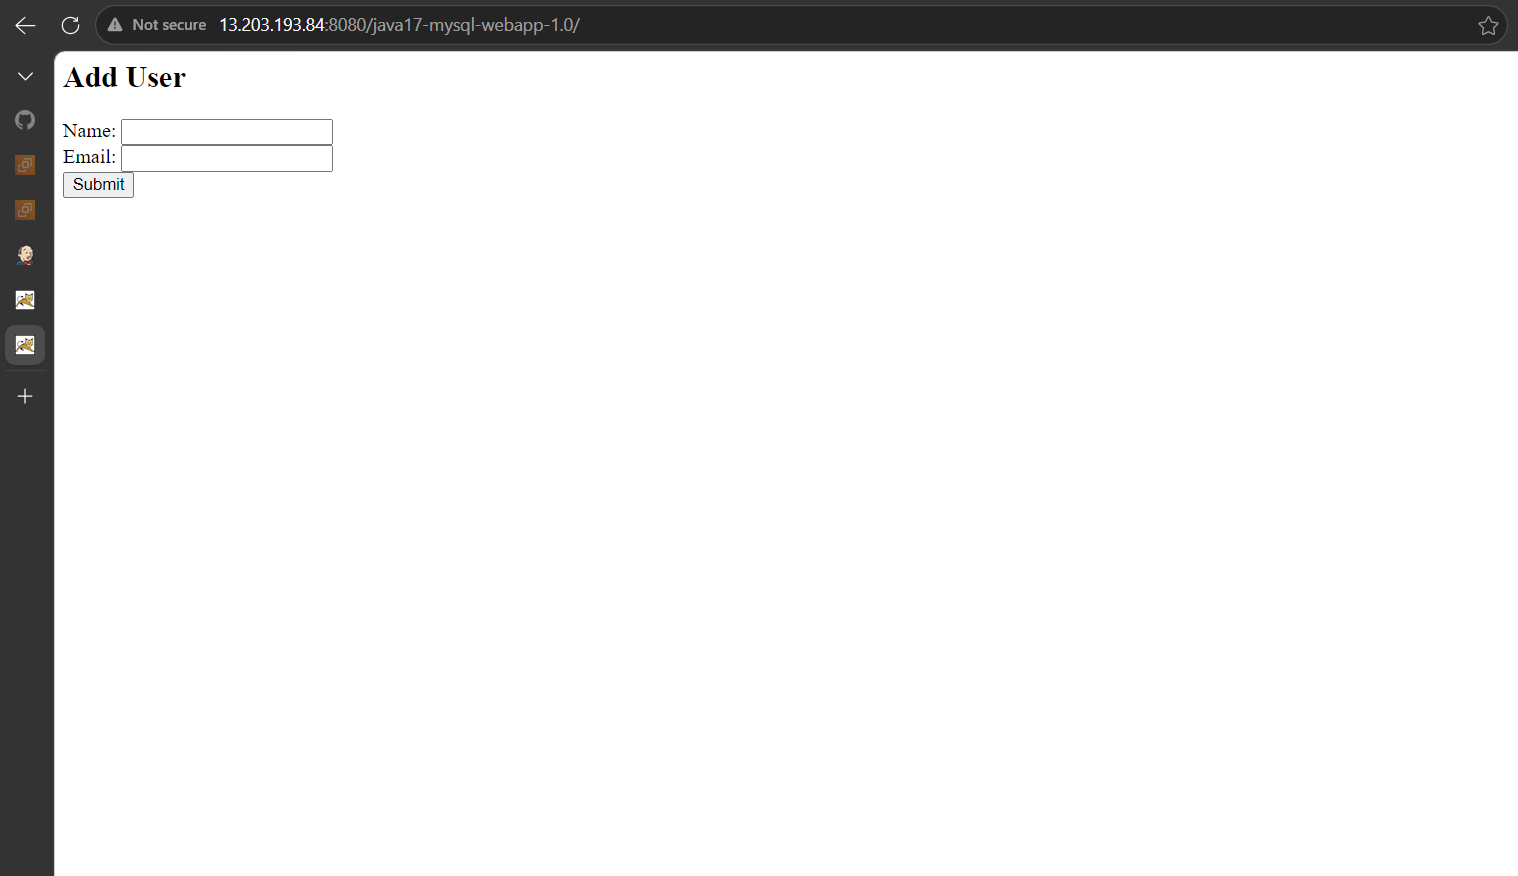 Not secure 13.203.193.84:8080/java17-mysql-webapp-1.0/
Add User
Name:
Email:
Submit